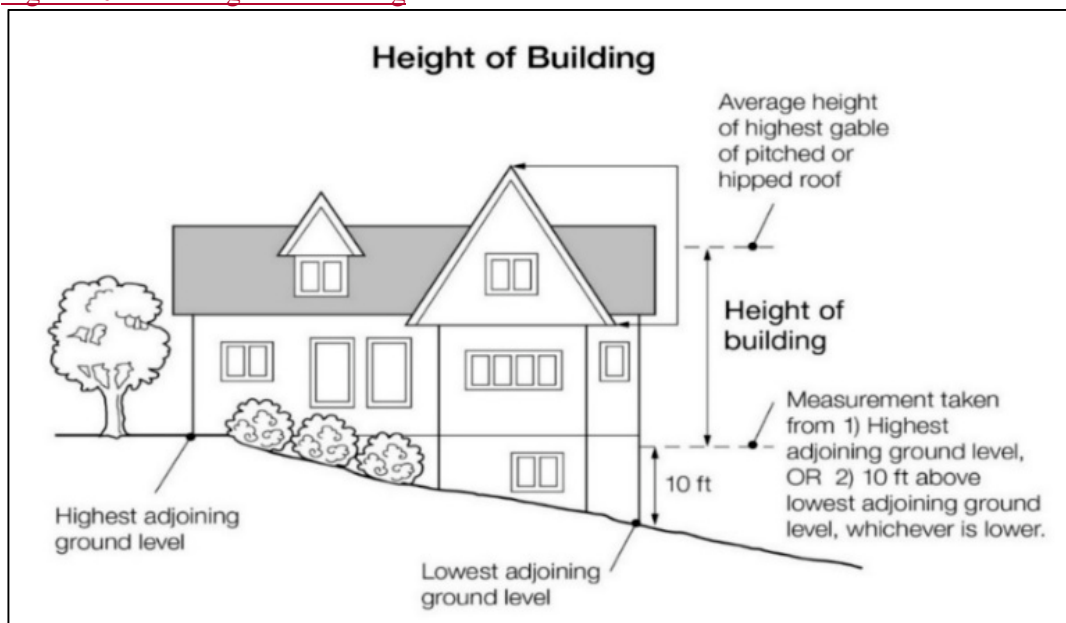 Height of Building
Average height
of highest gable
of pitched or
hipped roof
Height of
building
Measurement taken
from 1) Highest
adjoining ground level,
OR 2) 10 ft above
lowest adjoining ground
level, whichever is lower.
10 ft
Highest adjoining
ground level
Lowest adjoining
ground level